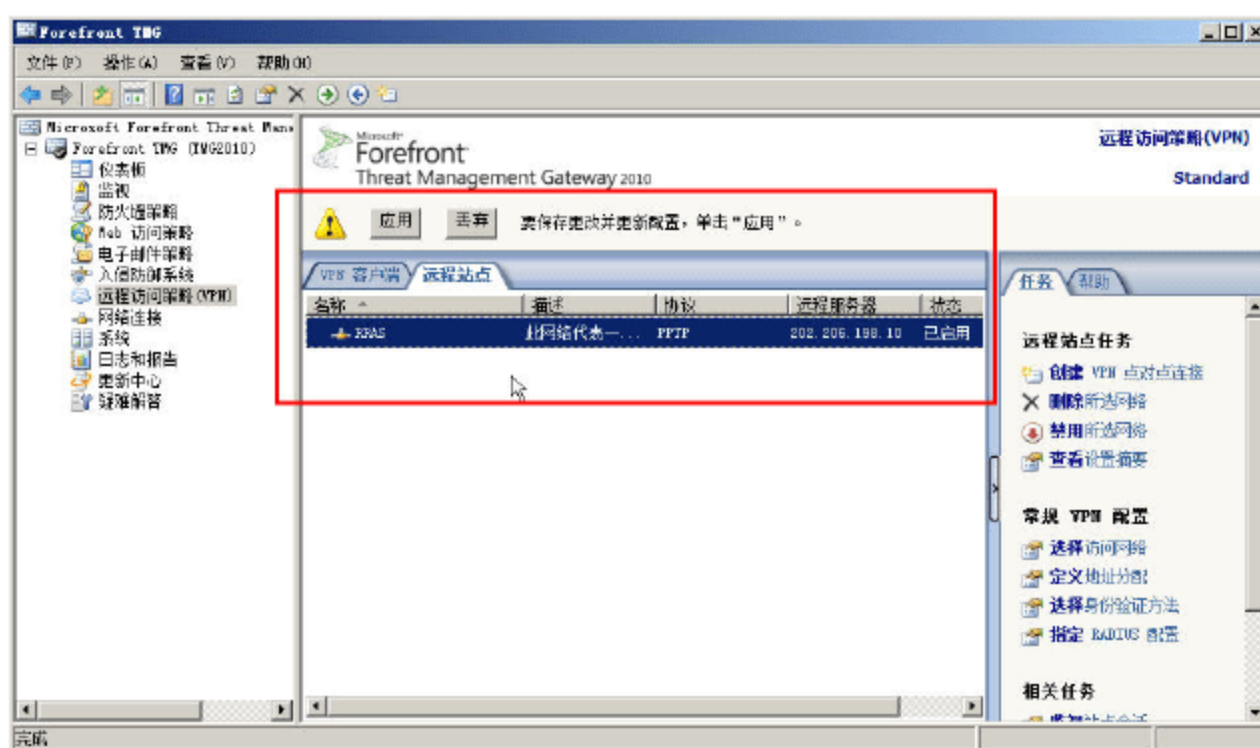 Forefront TMG
文件(F) 操作(A) 查看(V) 帮助(H)
Microsoft Forefront Threat Mana
Forefront TMG (TMG2010)
仪表板
监视
防火墙策略
Web 访问策略
电子邮件策略
入侵防御系统
远程访问策略(VPN)
网络连接
系统
日志和报告
更新中心
疑难解答
Microsoft
Forefront
Threat Management Gateway 2010
远程访问策略(VPN)
Standard
应用 丢弃 要保存更改并更新配置，单击“应用”。
VPN 客户端 远程站点
名称 描述 协议 远程服务器 状态
RRAS 此网络代表一... PPTP 202.206.198.10 已启用
任务 帮助
远程站点任务
创建 VPN 点对点连接
删除所选网络
禁用所选网络
查看设置摘要
常规 VPN 配置
选择访问网络
定义地址分配
选择身份验证方法
指定 RADIUS 配置
相关任务
完成